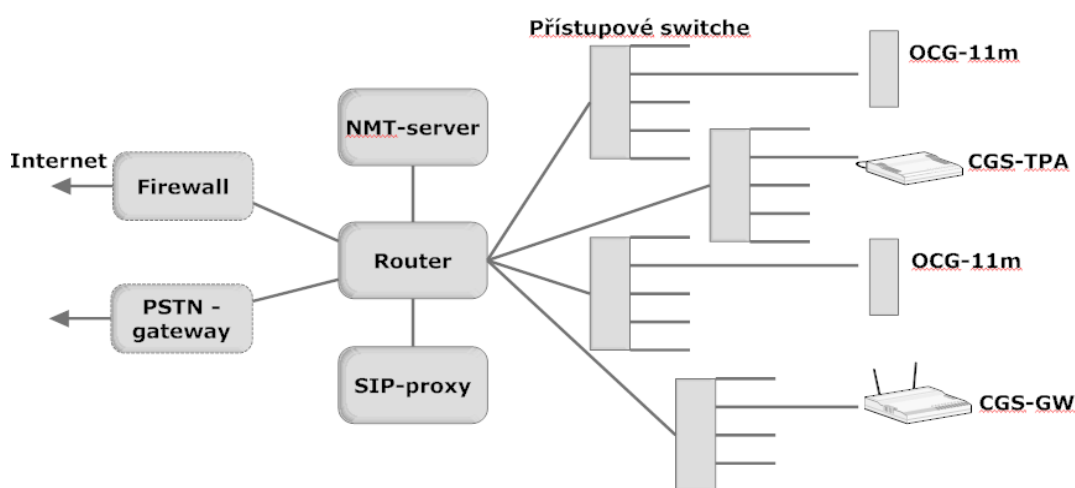 Přístupové switche
OCG-11m
NMT-server
Internet
Firewall
CGS-TPA
Router
OCG-11m
PSTN -
gateway
SIP-proxy
CGS-GW